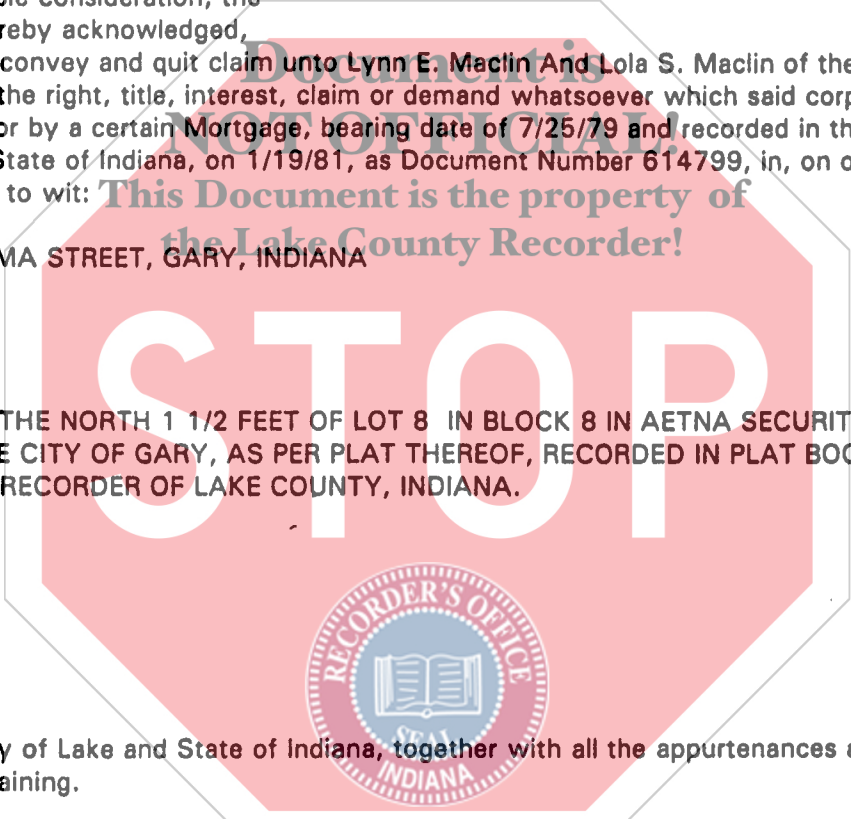 reby acknowledged,
convey and quit claim unto Lynn E. Maclin And Lola S. Maclin of the
the right, title, interest, claim or demand whatsoever which said corp
or by a certain Mortgage, bearing date of 7/25/79 and recorded in th
State of Indiana, on 1/19/81, as Document Number 614799, in, on o
to wit:
Document is
NOT OFFICIAL!
This Document is the property of
the Lake County Recorder!
MA STREET, GARY, INDIANA
STOP
THE NORTH 1 1/2 FEET OF LOT 8 IN BLOCK 8 IN AETNA SECURIT
E CITY OF GARY, AS PER PLAT THEREOF, RECORDED IN PLAT BOO
RECORDER OF LAKE COUNTY, INDIANA.
RECORDER'S OFFICE
SEAL
INDIANA
y of Lake and State of Indiana, together with all the appurtenances a
aining.